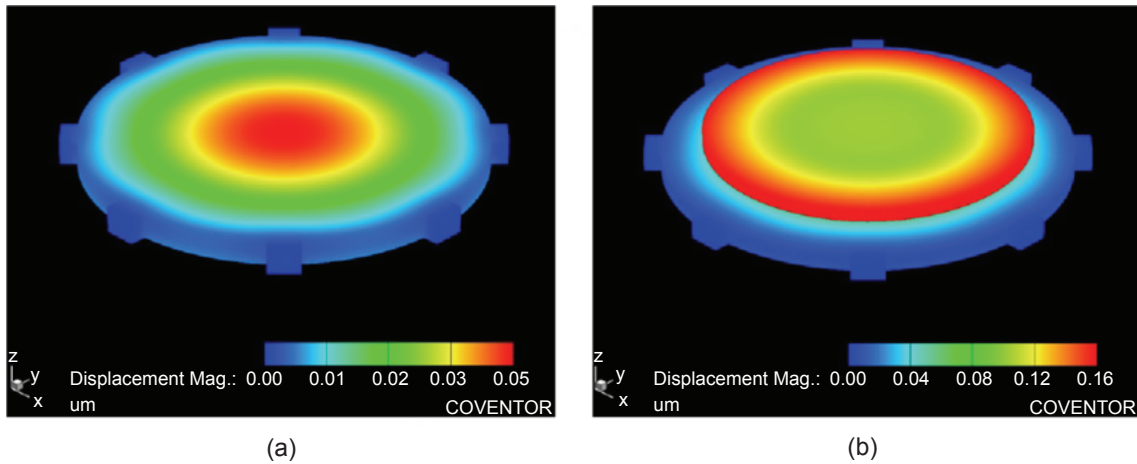 z
y
x
Displacement Mag.: 0.00 0.01 0.02 0.03 0.05
um
COVENTOR
(a)
z
y
x
Displacement Mag.: 0.00 0.04 0.08 0.12 0.16
um
COVENTOR
(b)